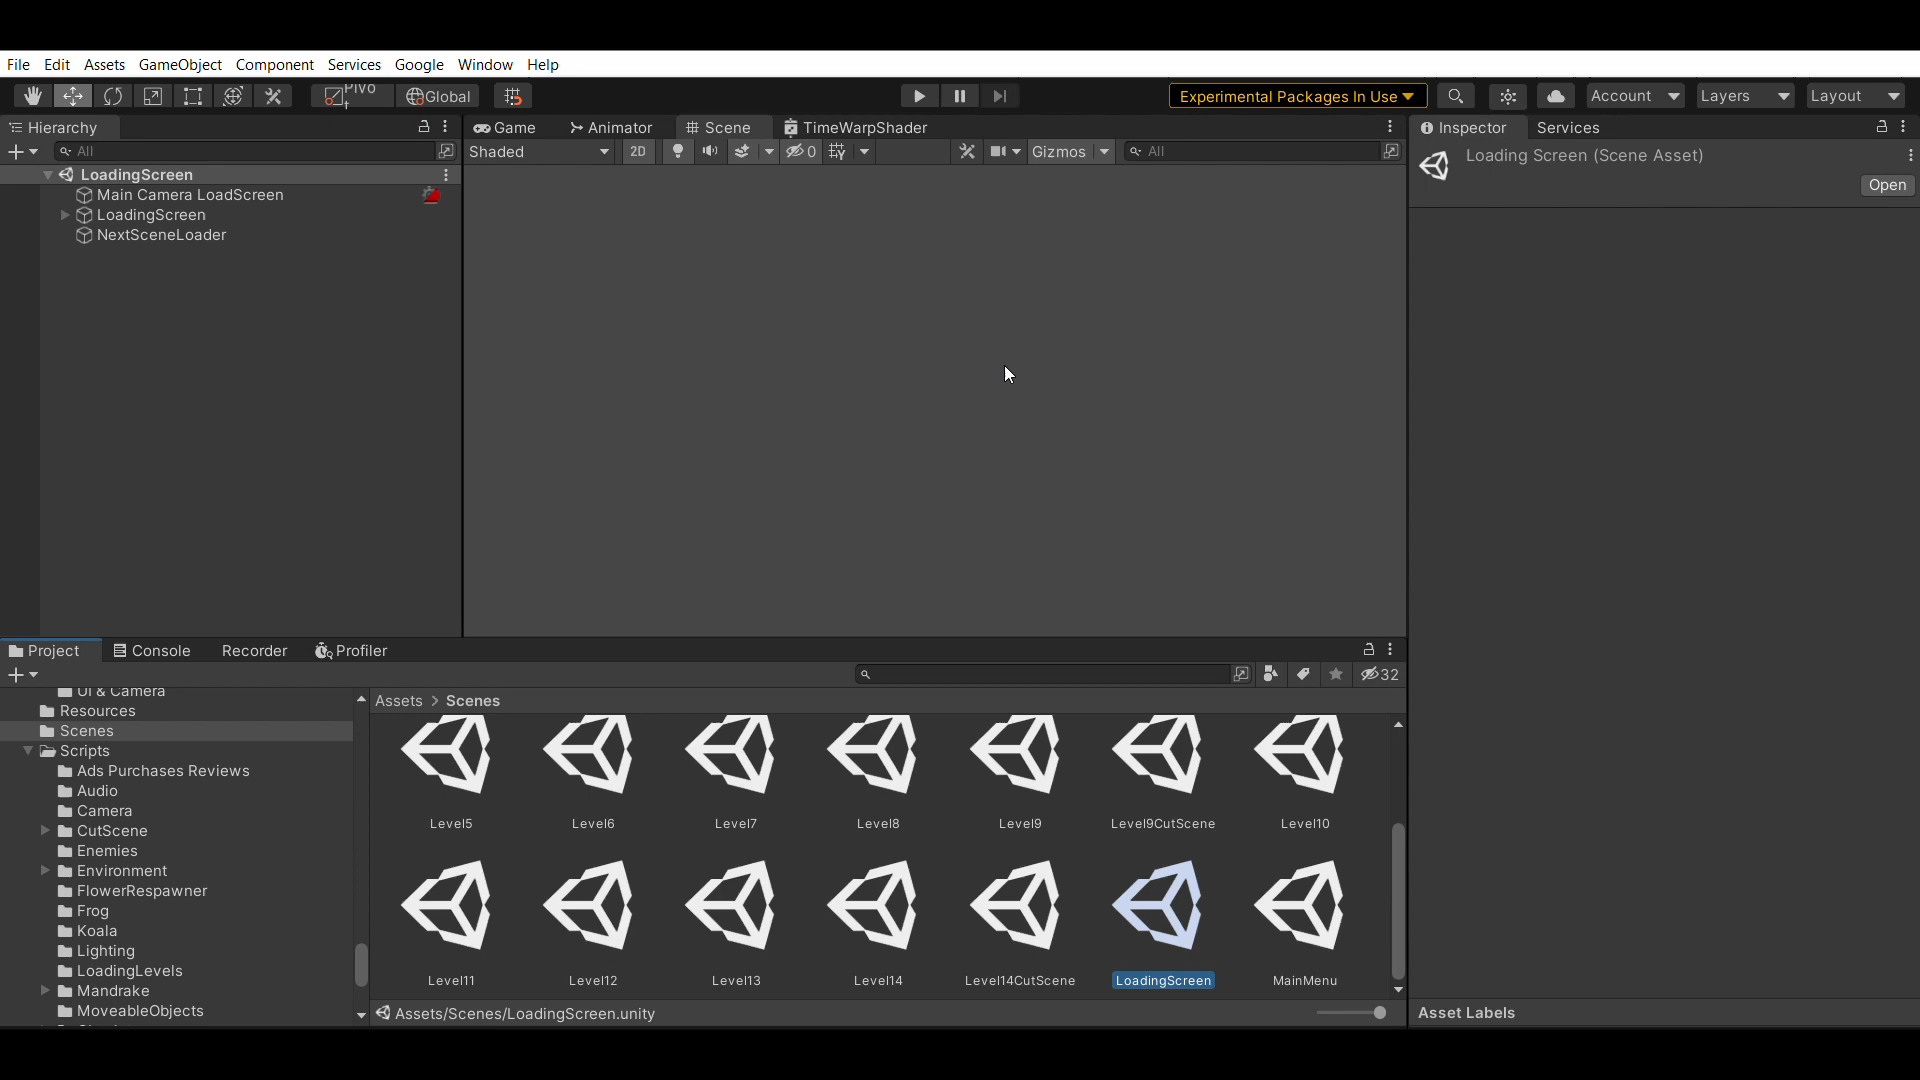 File Edit Assets GameObject Component Services Google Window Help
Pivo
t
Global
Experimental Packages In Use
Account
Layers
Layout
Hierarchy
All
LoadingScreen
Main Camera LoadScreen
LoadingScreen
NextSceneLoader
Game
Animator
Scene
TimeWarpShader
Shaded
2D
0
Gizmos
All
Inspector
Services
Loading Screen (Scene Asset)
Open
Project
Console
Recorder
Profiler
32
UI & Camera
Resources
Scenes
Scripts
Ads Purchases Reviews
Audio
Camera
CutScene
Enemies
Environment
FlowerRespawner
Frog
Koala
Lighting
LoadingLevels
Mandrake
MoveableObjects
Assets > Scenes
Level5
Level6
Level7
Level8
Level9
Level9CutScene
Level10
Level11
Level12
Level13
Level14
Level14CutScene
LoadingScreen
MainMenu
Assets/Scenes/LoadingScreen.unity
Asset Labels